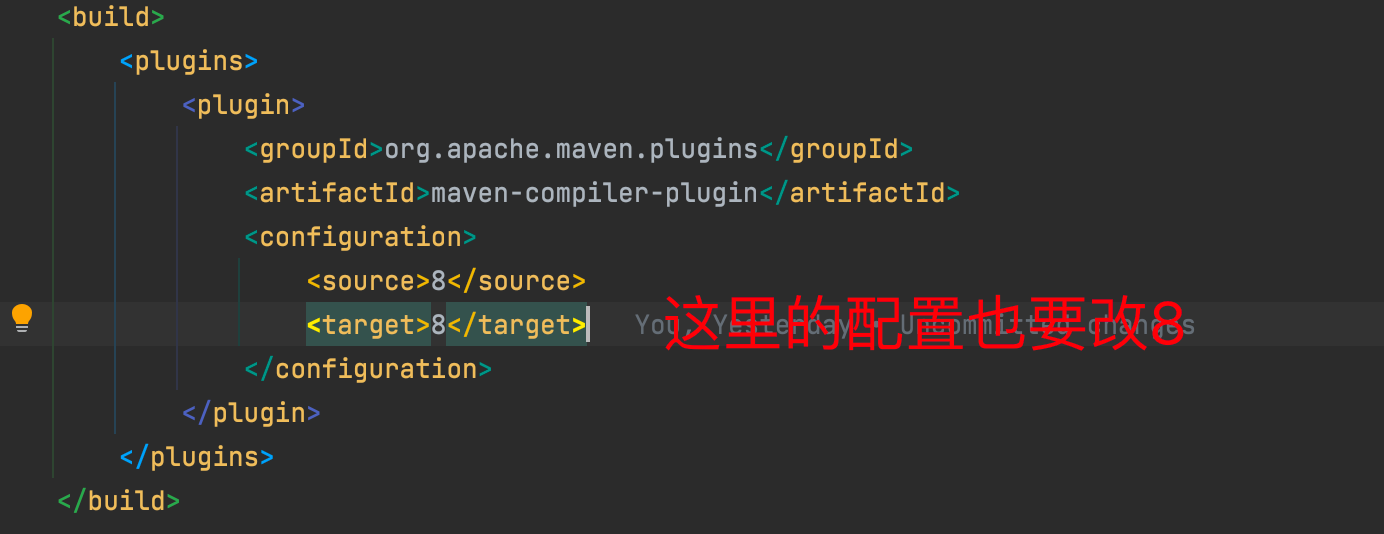 <build>
<plugins>
<plugin>
<groupId>org.apache.maven.plugins</groupId>
<artifactId>maven-compiler-plugin</artifactId>
<configuration>
<source>8</source>
<target>8</target> You, Yesterday • Uncommitted changes
这里的配置也要改8
</configuration>
</plugin>
</plugins>
</build>